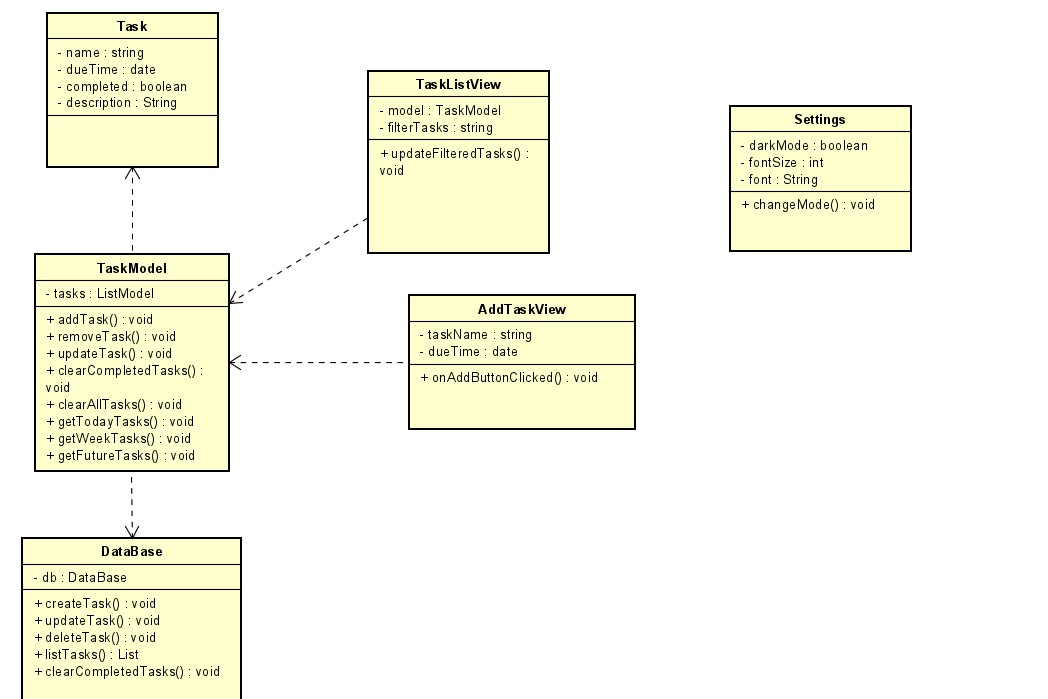 Task
- name : string
- dueTime : date
- completed : boolean
- description : String
TaskListView
- model : TaskModel
- filterTasks : string
+ updateFilteredTasks() :
void
Settings
- darkMode : boolean
- fontSize : int
- font : String
+ changeMode() : void
TaskModel
- tasks : ListModel
+ addTask() : void
+ removeTask() : void
+ updateTask() : void
+ clearCompletedTasks() :
void
+ clearAllTasks() : void
+ getTodayTasks() : void
+ getWeekTasks() : void
+ getFutureTasks() : void
AddTaskView
- taskName : string
- dueTime : date
+ onAddButtonClicked() : void
DataBase
- db : DataBase
+ createTask() : void
+ updateTask() : void
+ deleteTask() : void
+ listTasks() : List
+ clearCompletedTasks() : void